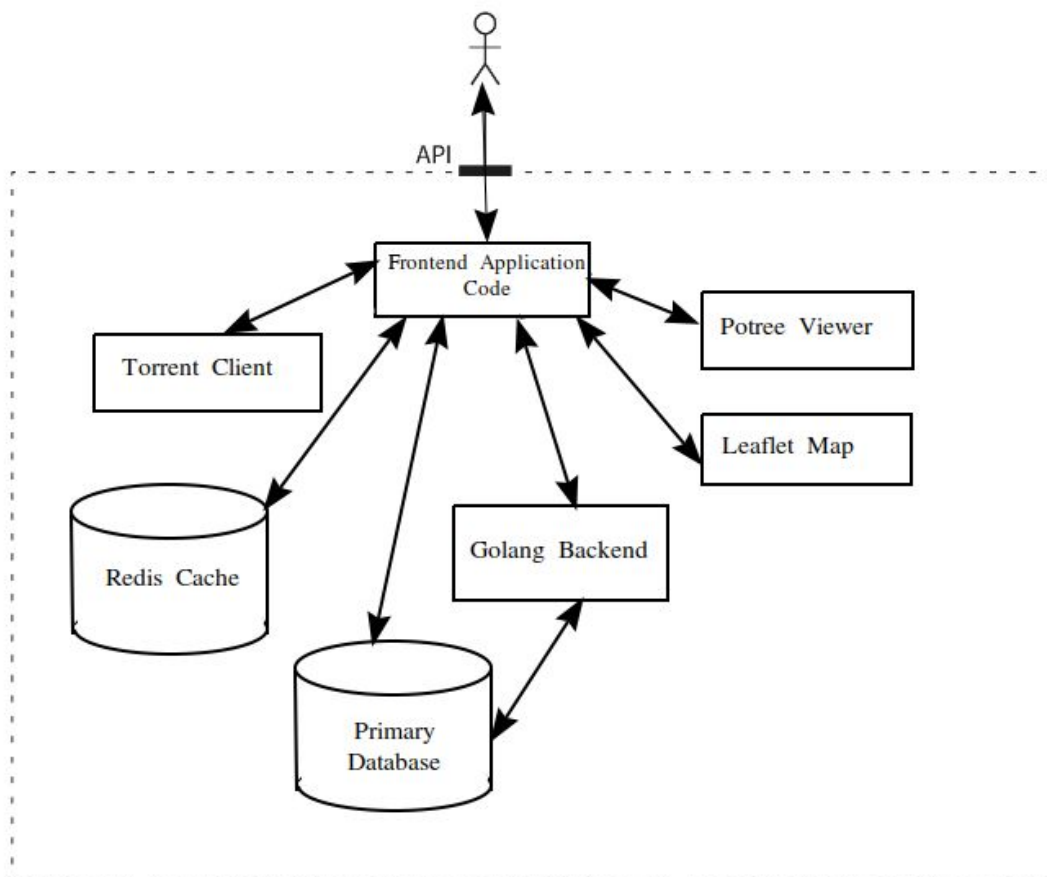 API
Frontend Application
Code
Torrent Client
Potree Viewer
Leaflet Map
Redis Cache
Golang Backend
Primary
Database